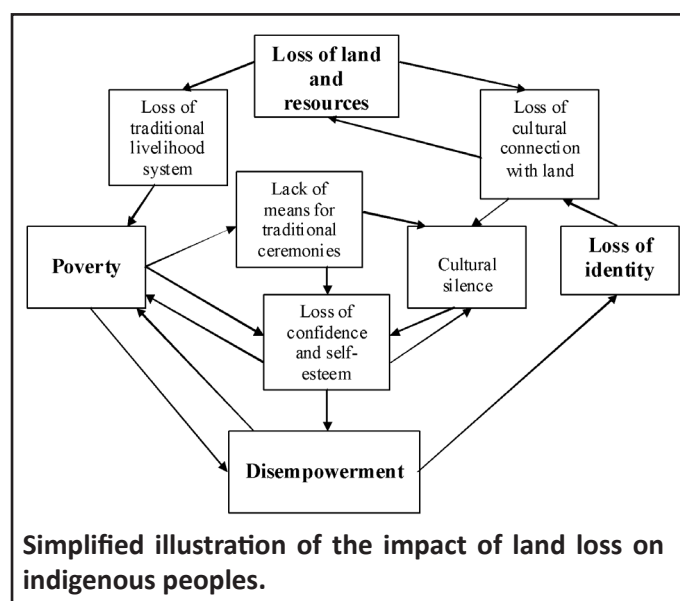 Loss of land
and
resources
Loss of
traditional
livelihood
system
Loss of
cultural
connection
with land
Lack of
means for
traditional
ceremonies
Poverty
Cultural
silence
Loss of
identity
Loss of
confidence
and self-
esteem
Disempowerment
Simplified illustration of the impact of land loss on
indigenous peoples.